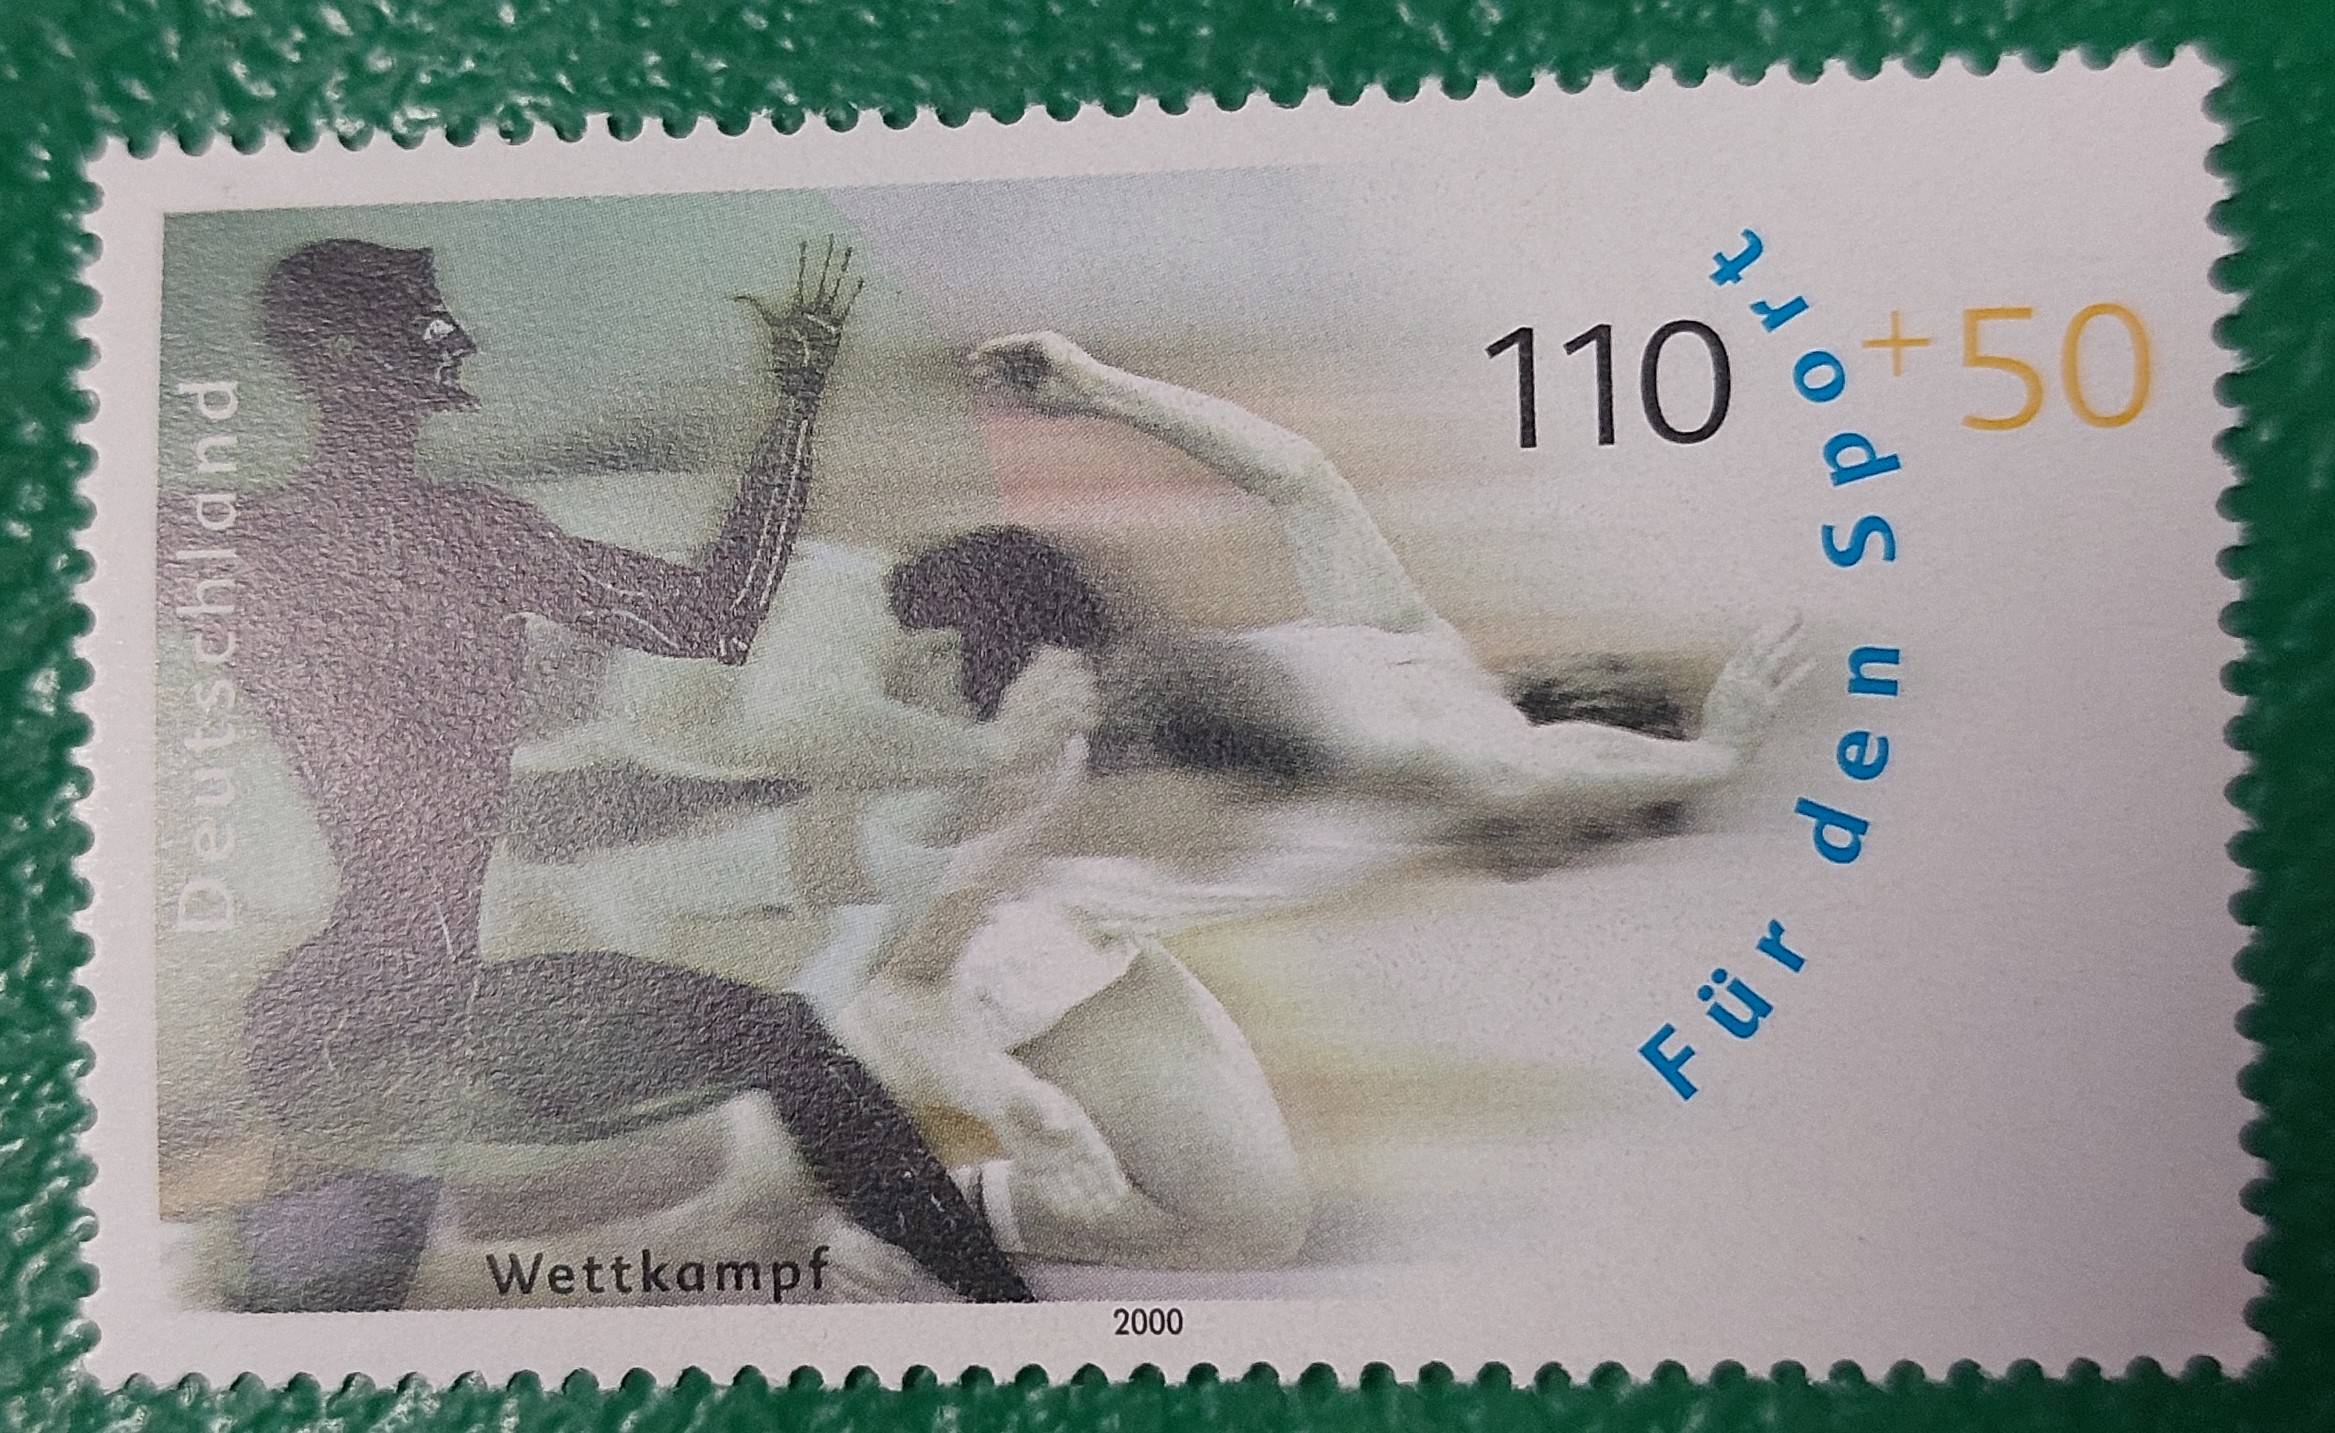 Deutschland
110 +50
Für den Sport
Wettkampf
2000